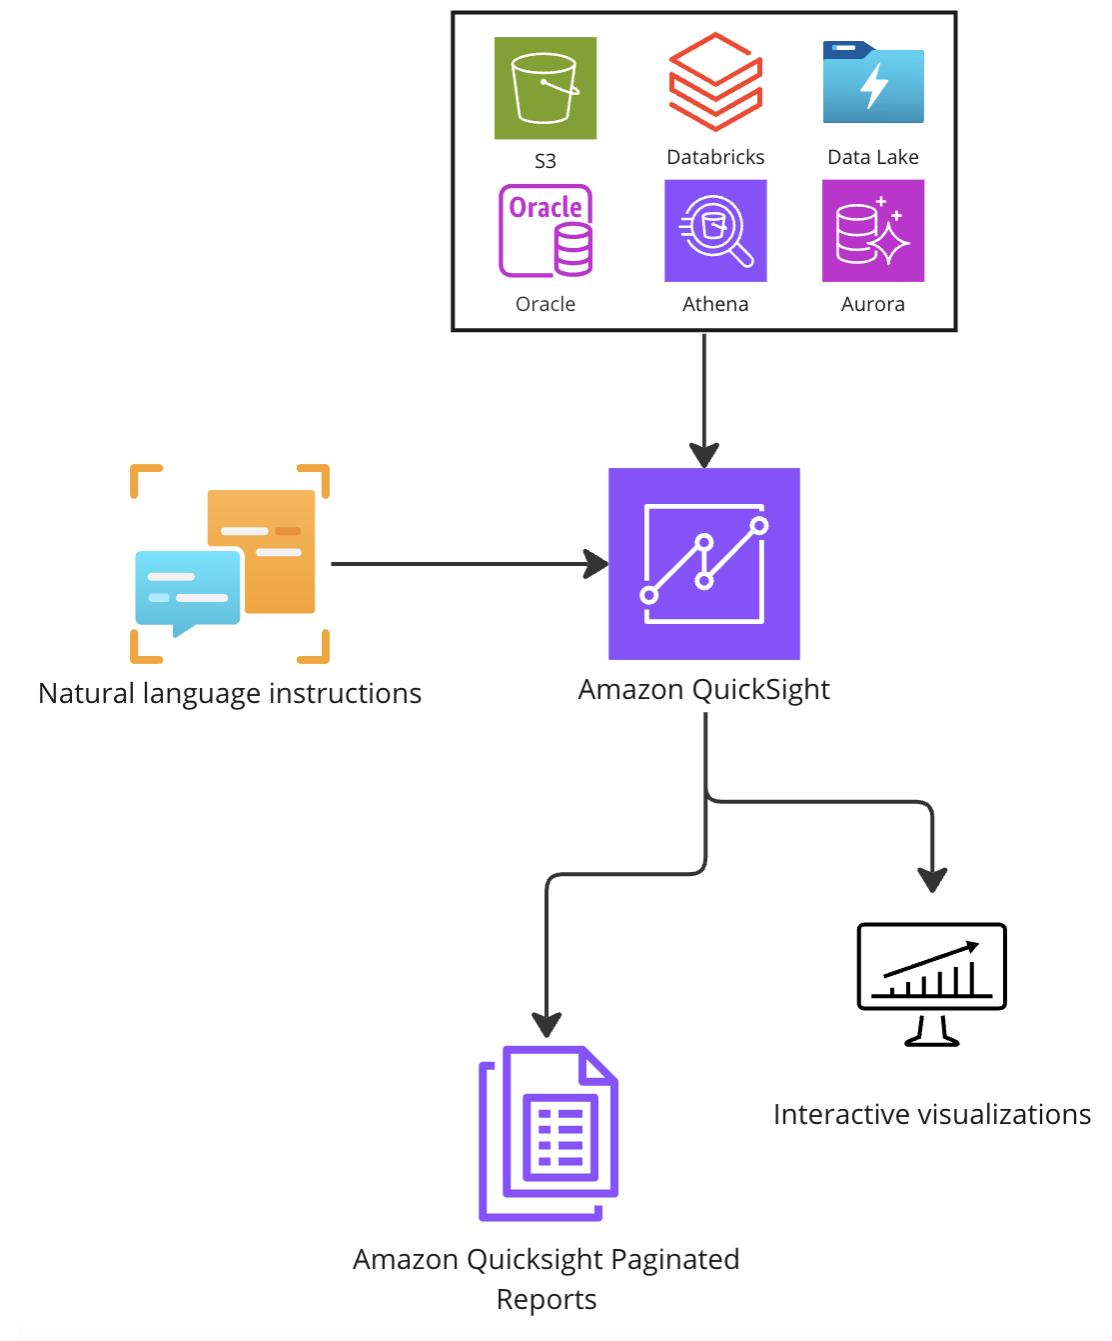 S3
Databricks
Data Lake
Oracle
Oracle
Athena
Aurora
Natural language instructions
Amazon QuickSight
Interactive visualizations
Amazon Quicksight Paginated
Reports